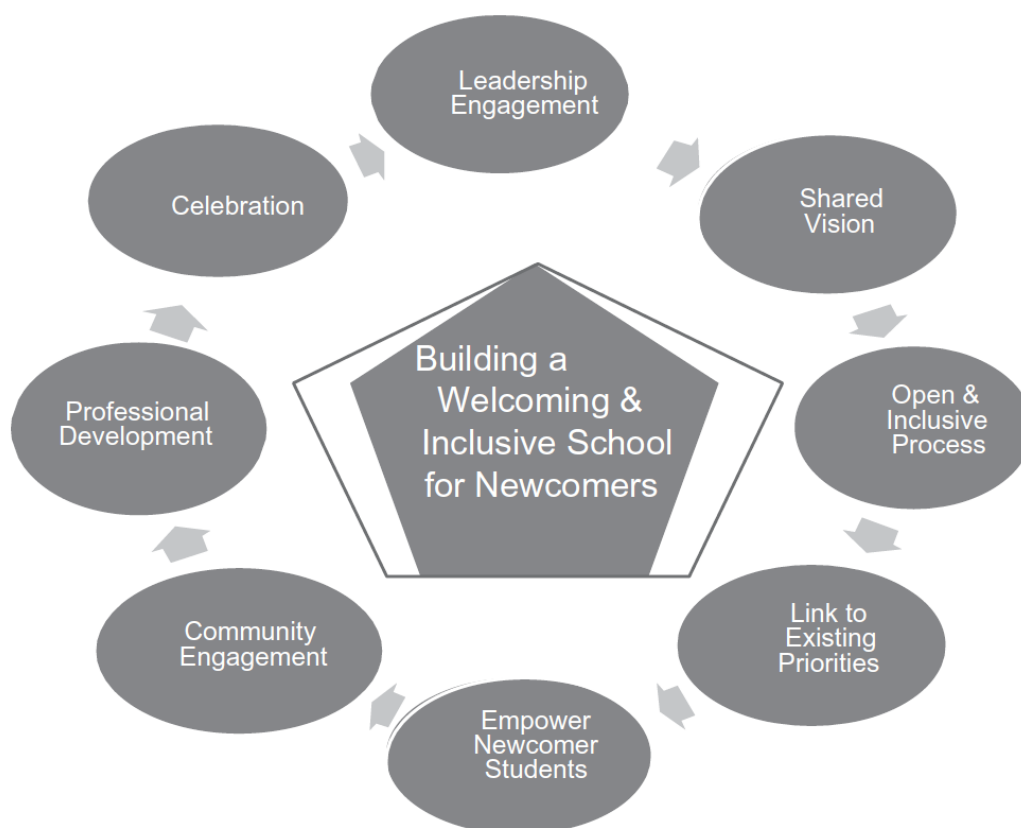 Leadership
Engagement
Shared
Vision
Open &
Inclusive
Process
Link to
Existing
Priorities
Empower
Newcomer
Students
Community
Engagement
Professional
Development
Celebration
Building a
Welcoming &
Inclusive School
for Newcomers